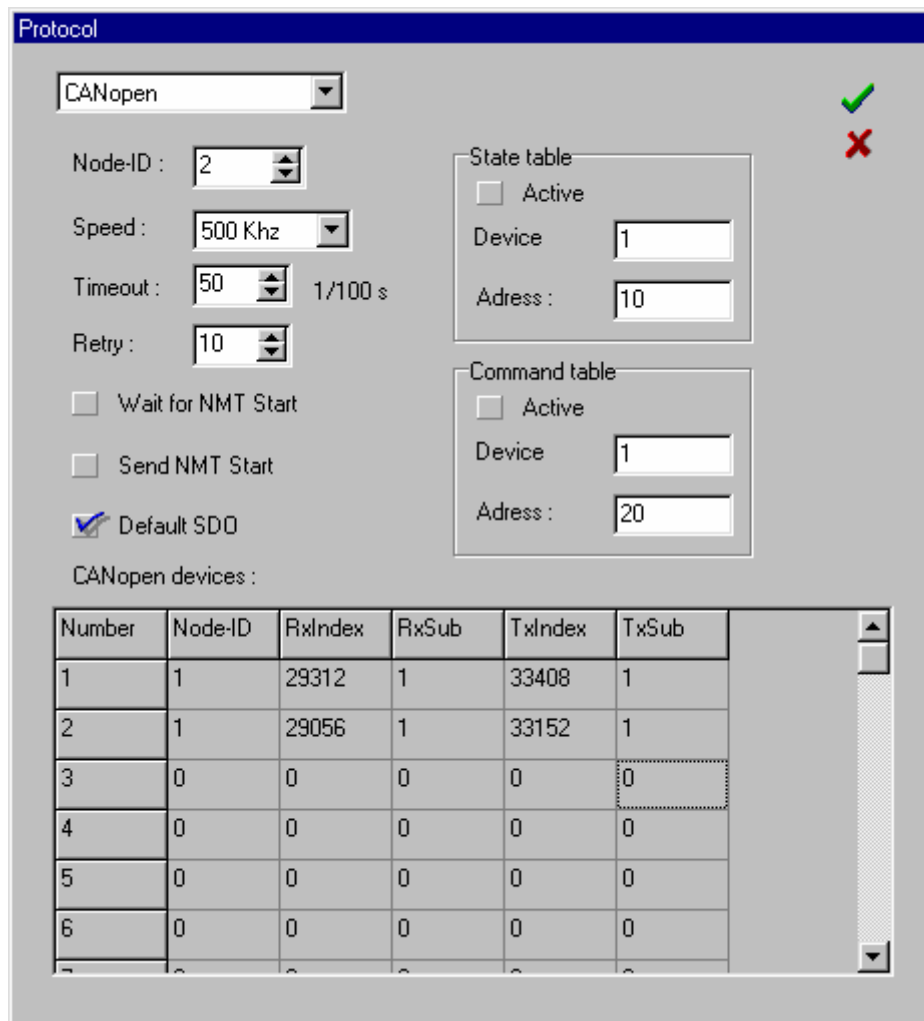 Protocol
CANopen
Node-ID : 2
Speed : 500 Khz
Timeout : 50 1/100 s
Retry : 10
Wait for NMT Start
Send NMT Start
Default SDO
State table
Active
Device 1
Adress : 10
Command table
Active
Device 1
Adress : 20
CANopen devices :
Number Node-ID RxIndex RxSub TxIndex TxSub
1 1 29312 1 33408 1
2 1 29056 1 33152 1
3 0 0 0 0 0
4 0 0 0 0 0
5 0 0 0 0 0
6 0 0 0 0 0